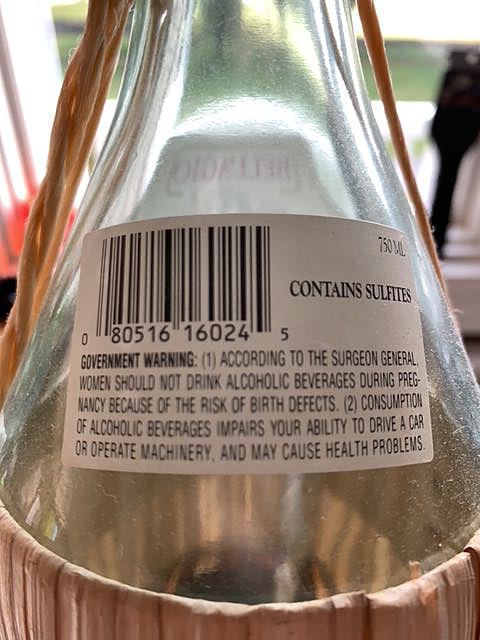 BELLAGIO
750 ML
CONTAINS SULFITES
0 80516 16024 5
GOVERNMENT WARNING: (1) ACCORDING TO THE SURGEON GENERAL,
WOMEN SHOULD NOT DRINK ALCOHOLIC BEVERAGES DURING PREG-
NANCY BECAUSE OF THE RISK OF BIRTH DEFECTS. (2) CONSUMPTION
OF ALCOHOLIC BEVERAGES IMPAIRS YOUR ABILITY TO DRIVE A CAR
OR OPERATE MACHINERY, AND MAY CAUSE HEALTH PROBLEMS.